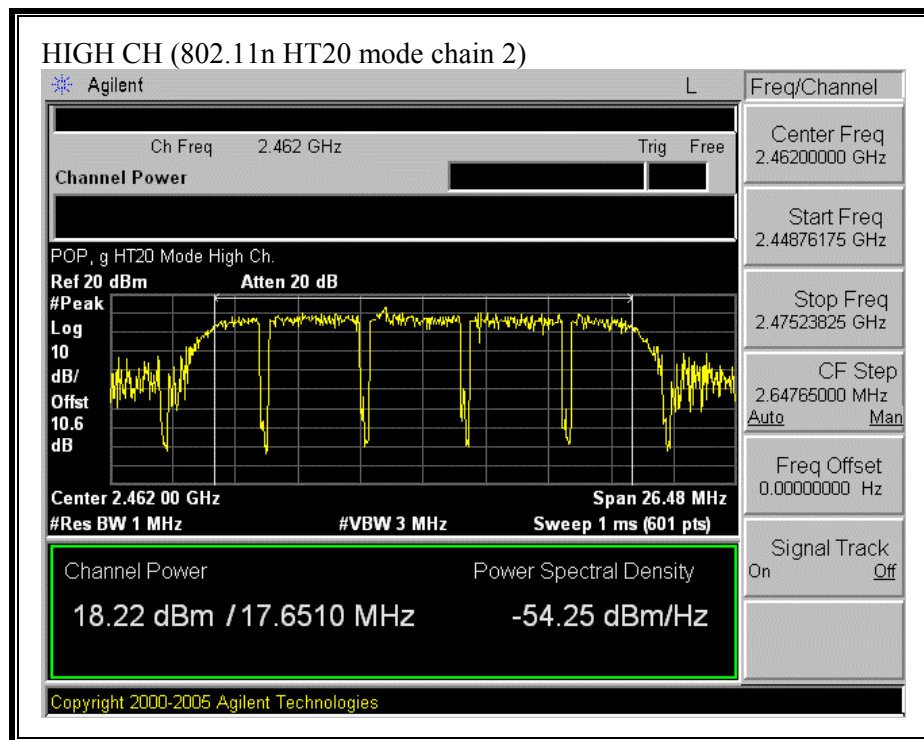 HIGH CH (802.11n HT20 mode chain 2)
Agilent L Freq/Channel
Ch Freq 2.462 GHz Trig Free
Channel Power
Center Freq
2.46200000 GHz
Start Freq
2.44876175 GHz
Stop Freq
2.47523825 GHz
CF Step
2.64765000 MHz
Auto Man
Freq Offset
0.00000000 Hz
Signal Track
On Off
POP, g HT20 Mode High Ch.
Ref 20 dBm Atten 20 dB
#Peak
Log
10
dB/
Offst
10.6
dB
Center 2.462 00 GHz Span 26.48 MHz
#Res BW 1 MHz #VBW 3 MHz Sweep 1 ms (601 pts)
Channel Power Power Spectral Density
18.22 dBm / 17.6510 MHz -54.25 dBm/Hz
Copyright 2000-2005 Agilent Technologies